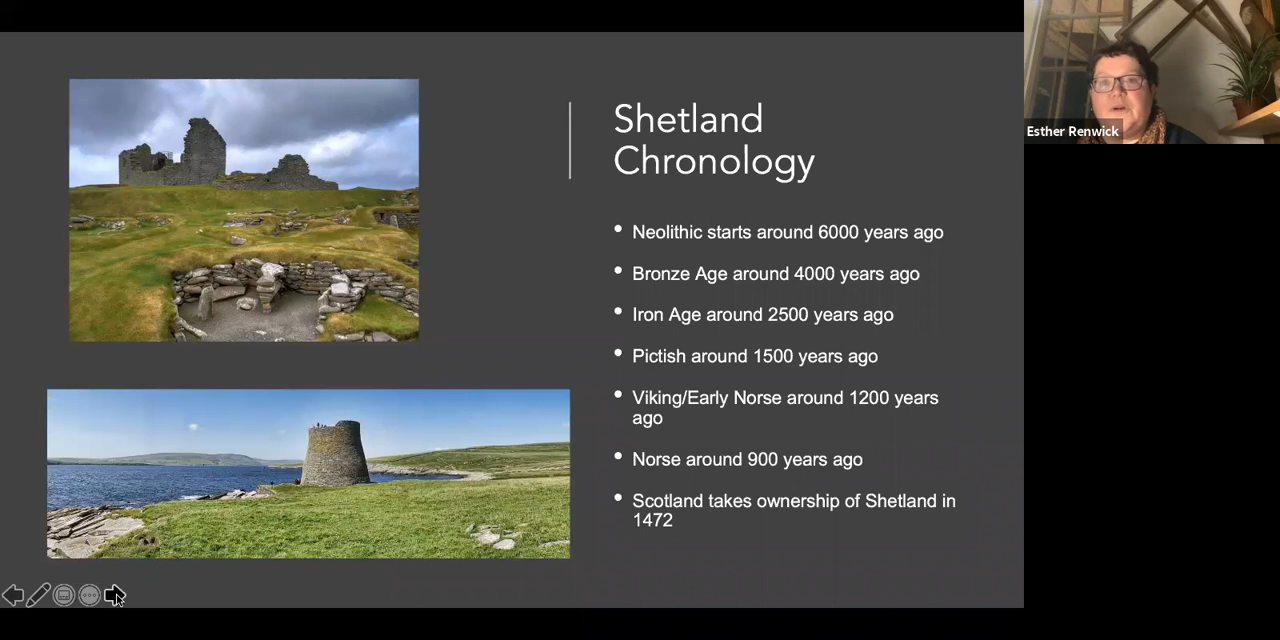 Shetland
Chronology
• Neolithic starts around 6000 years ago
• Bronze Age around 4000 years ago
• Iron Age around 2500 years ago
• Pictish around 1500 years ago
• Viking/Early Norse around 1200 years
ago
• Norse around 900 years ago
• Scotland takes ownership of Shetland in
1472
Esther Renwick